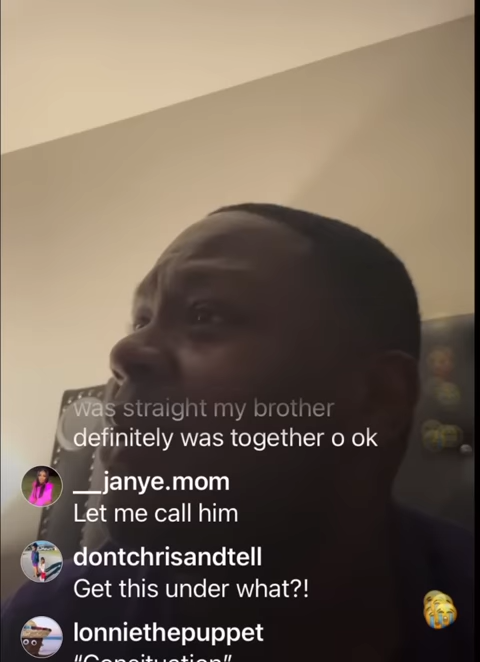 was straight my brother
definitely was together o ok
__janye.mom
Let me call him
dontchrisandtell
Get this under what?!
lonniethepuppet
“Consituation”